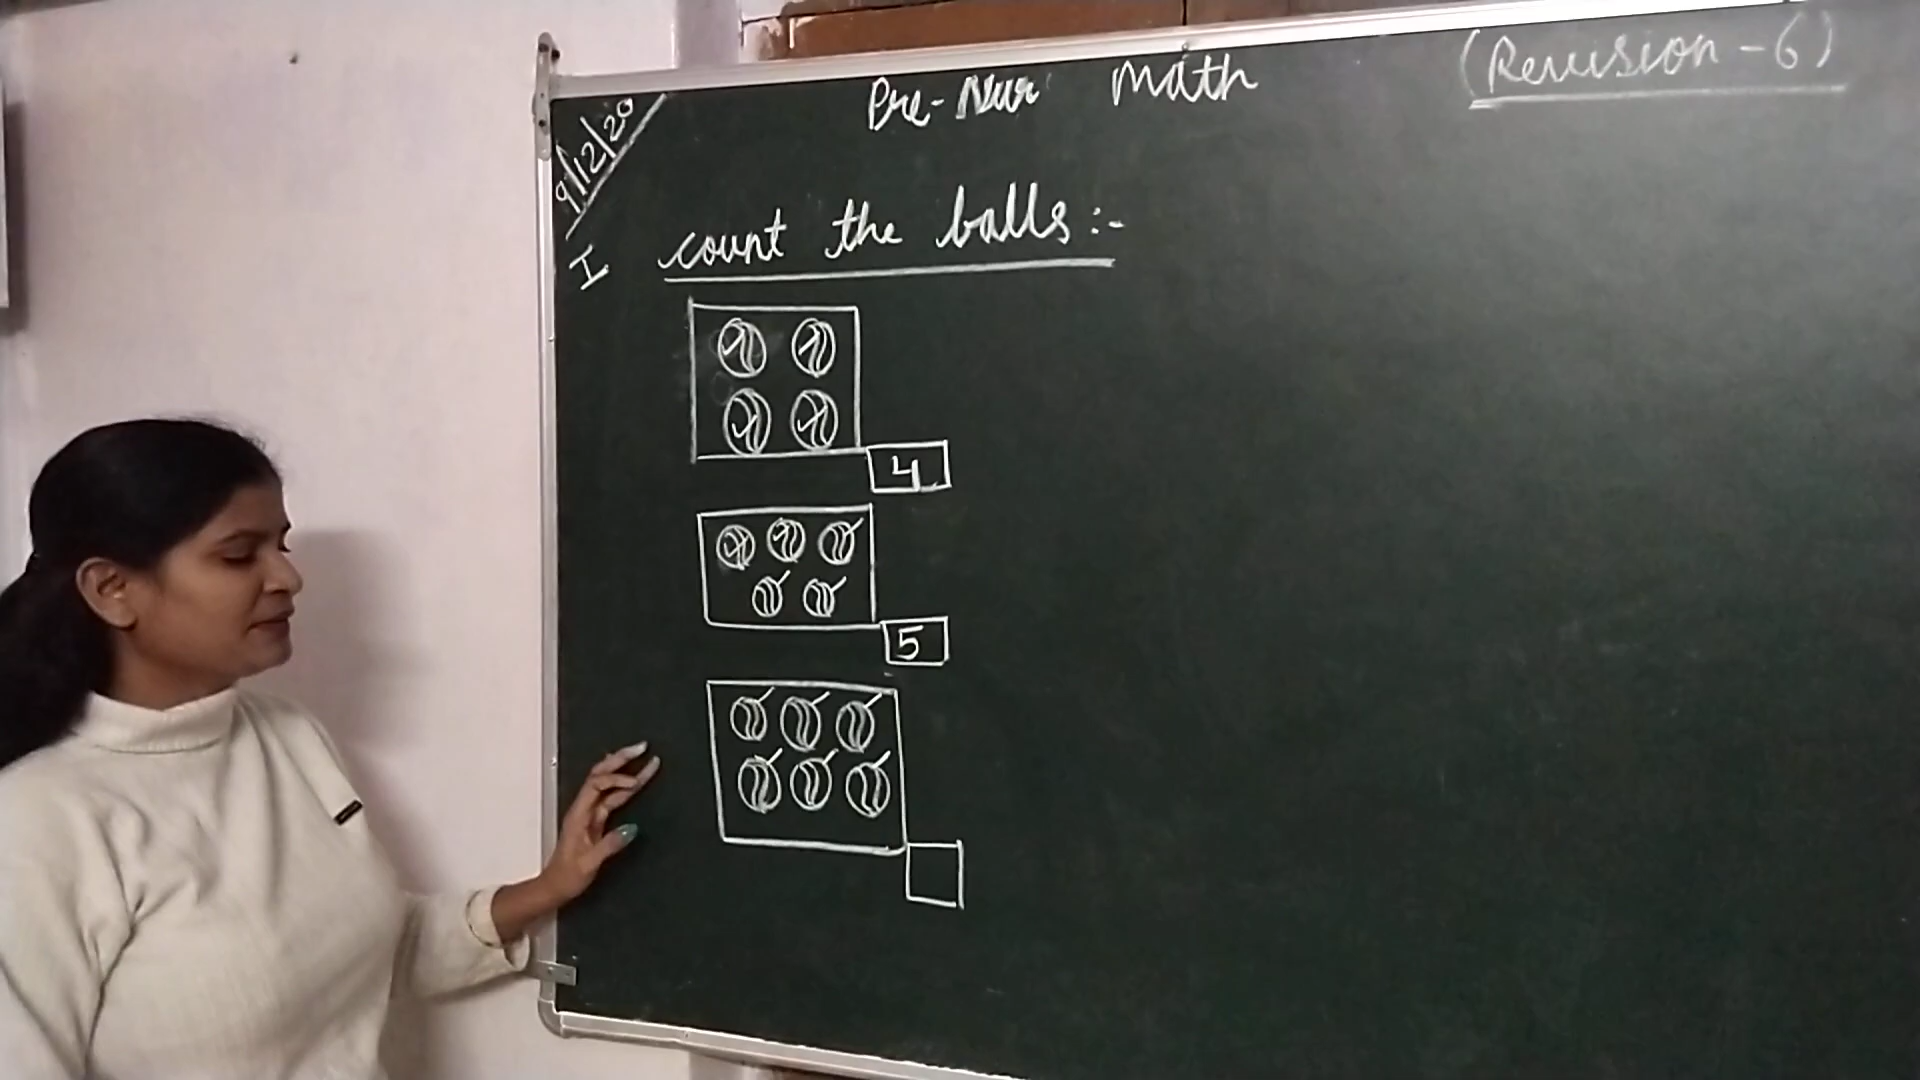 Pre-Nur Math
(Revision-6)
9/12/20
I count the balls :-
4
5